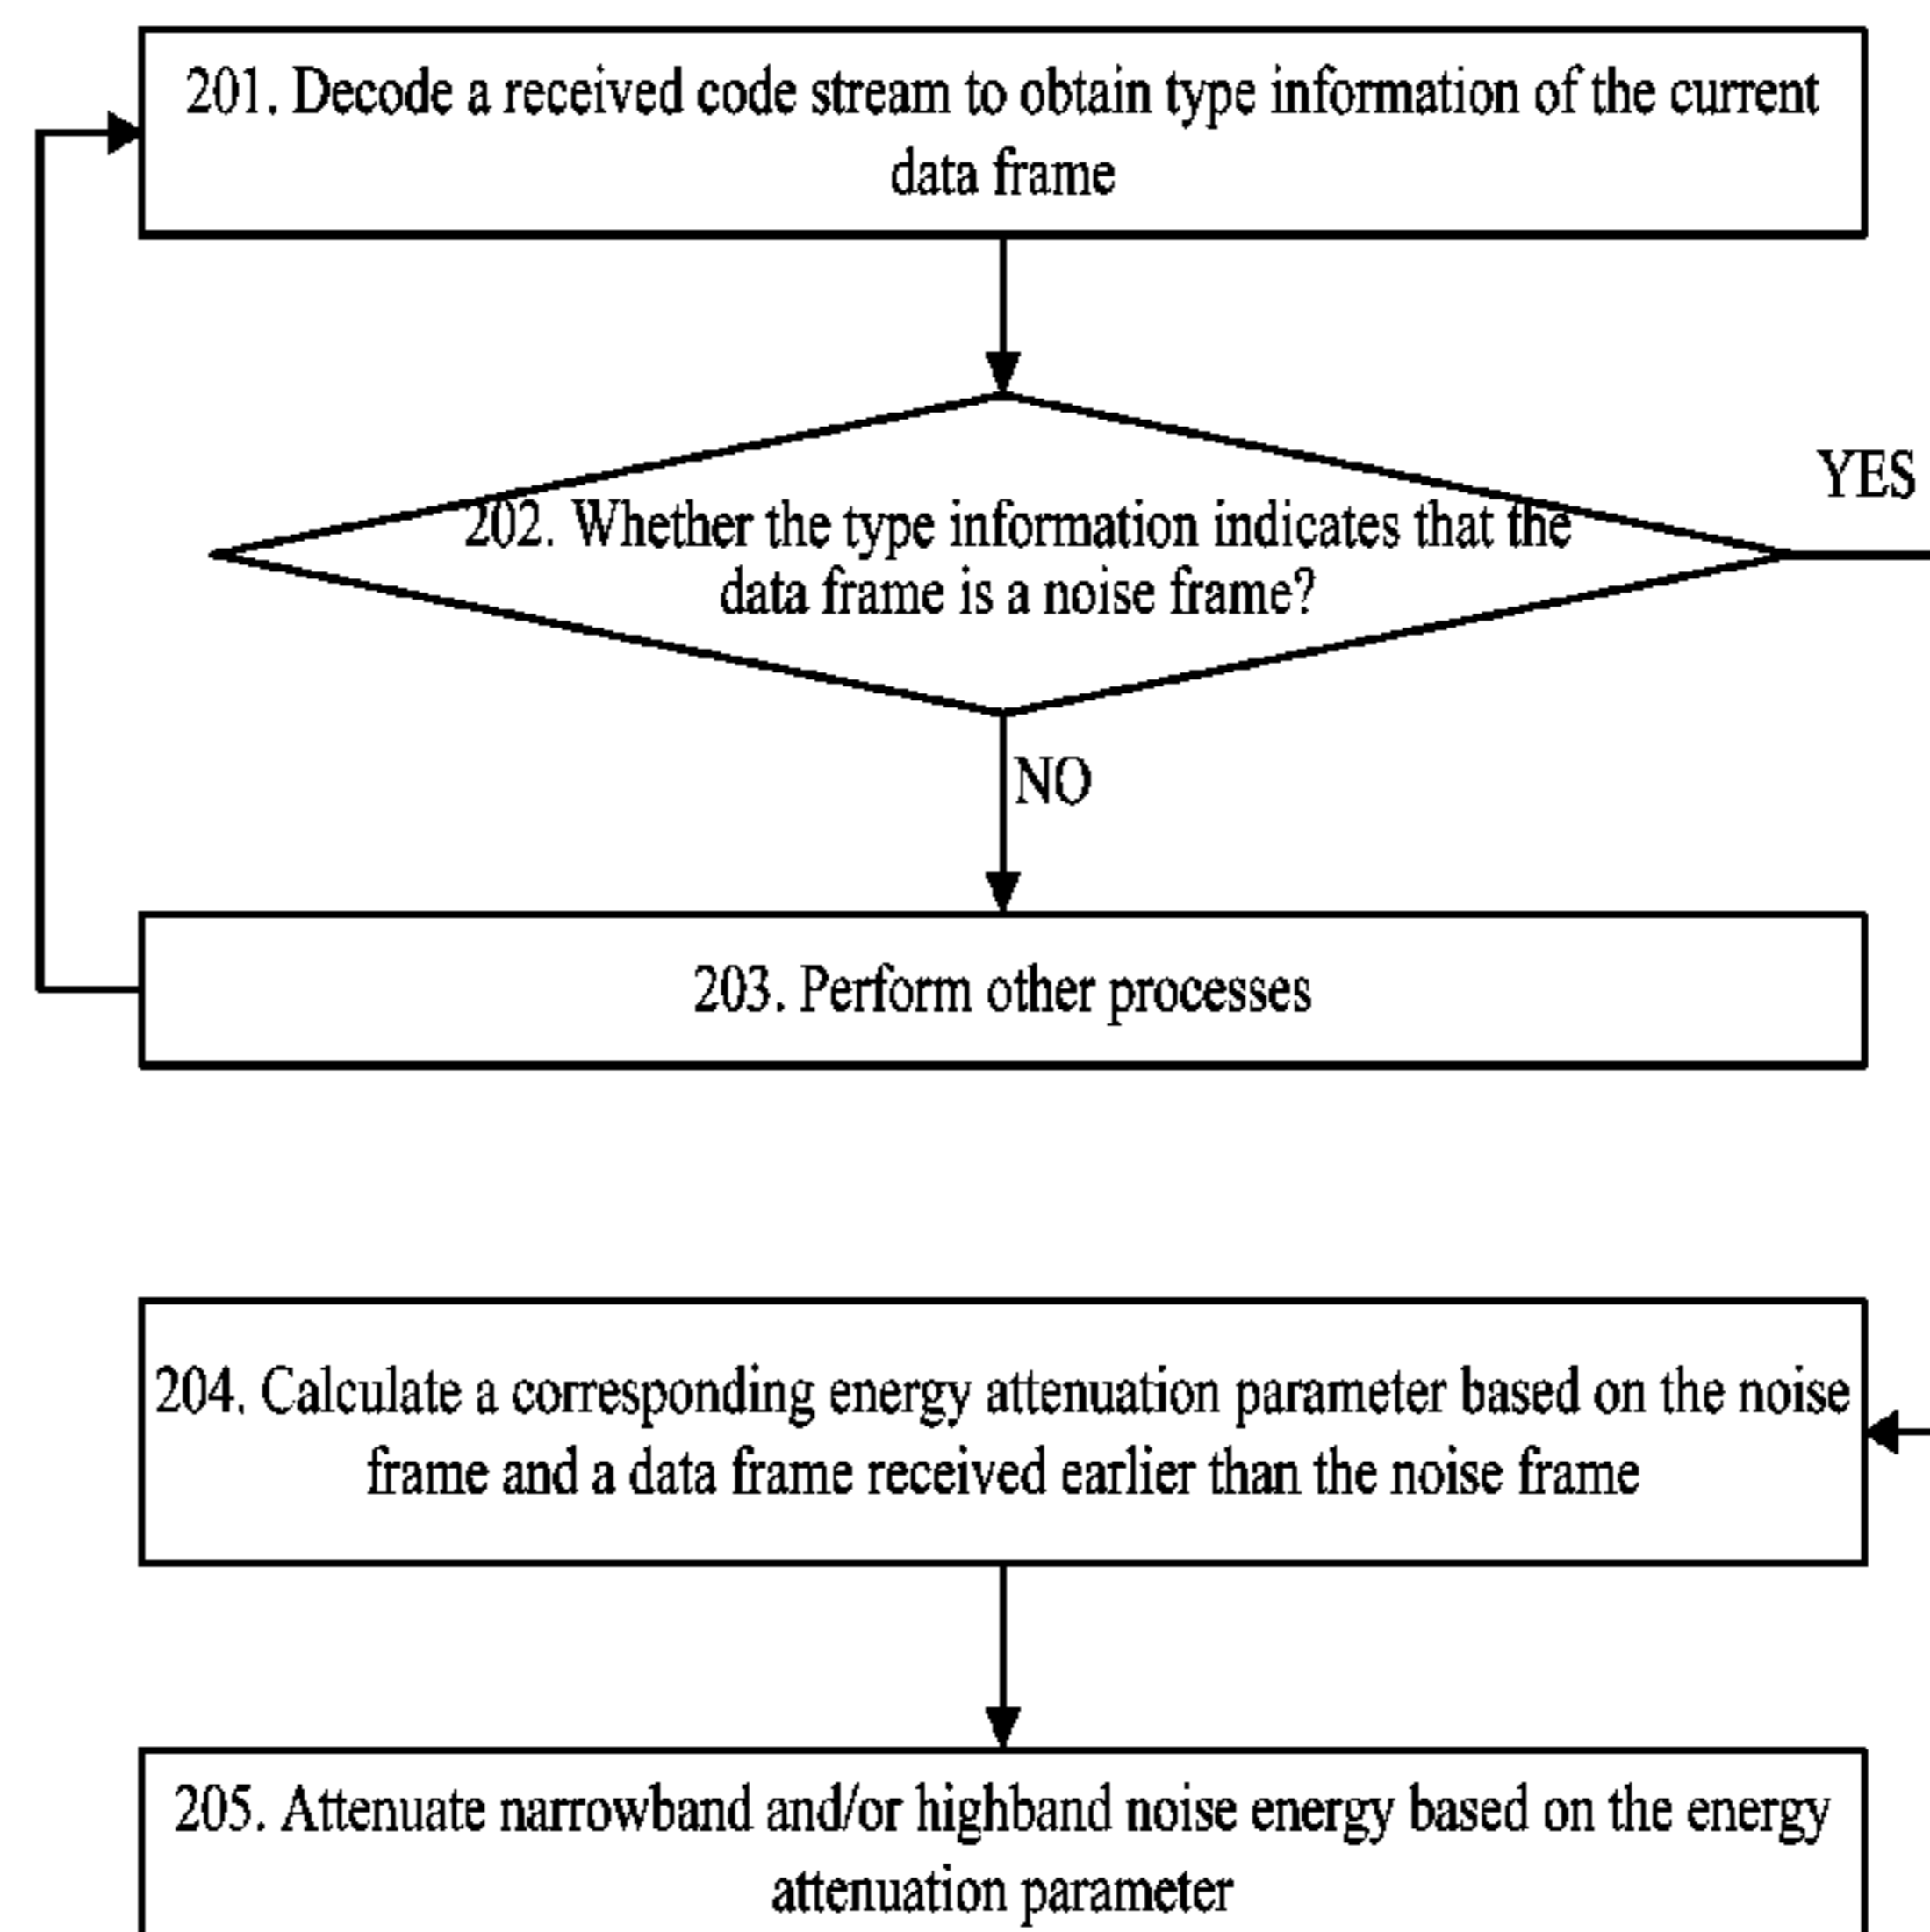 201. Decode a received code stream to obtain type information of the current
data frame
YES
202. Whether the type information indicates that the
data frame is a noise frame?
NO
203. Perform other processes
204. Calculate a corresponding energy attenuation parameter based on the noise
frame and a data frame received earlier than the noise frame
205. Attenuate narrowband and/or highband noise energy based on the energy
attenuation parameter